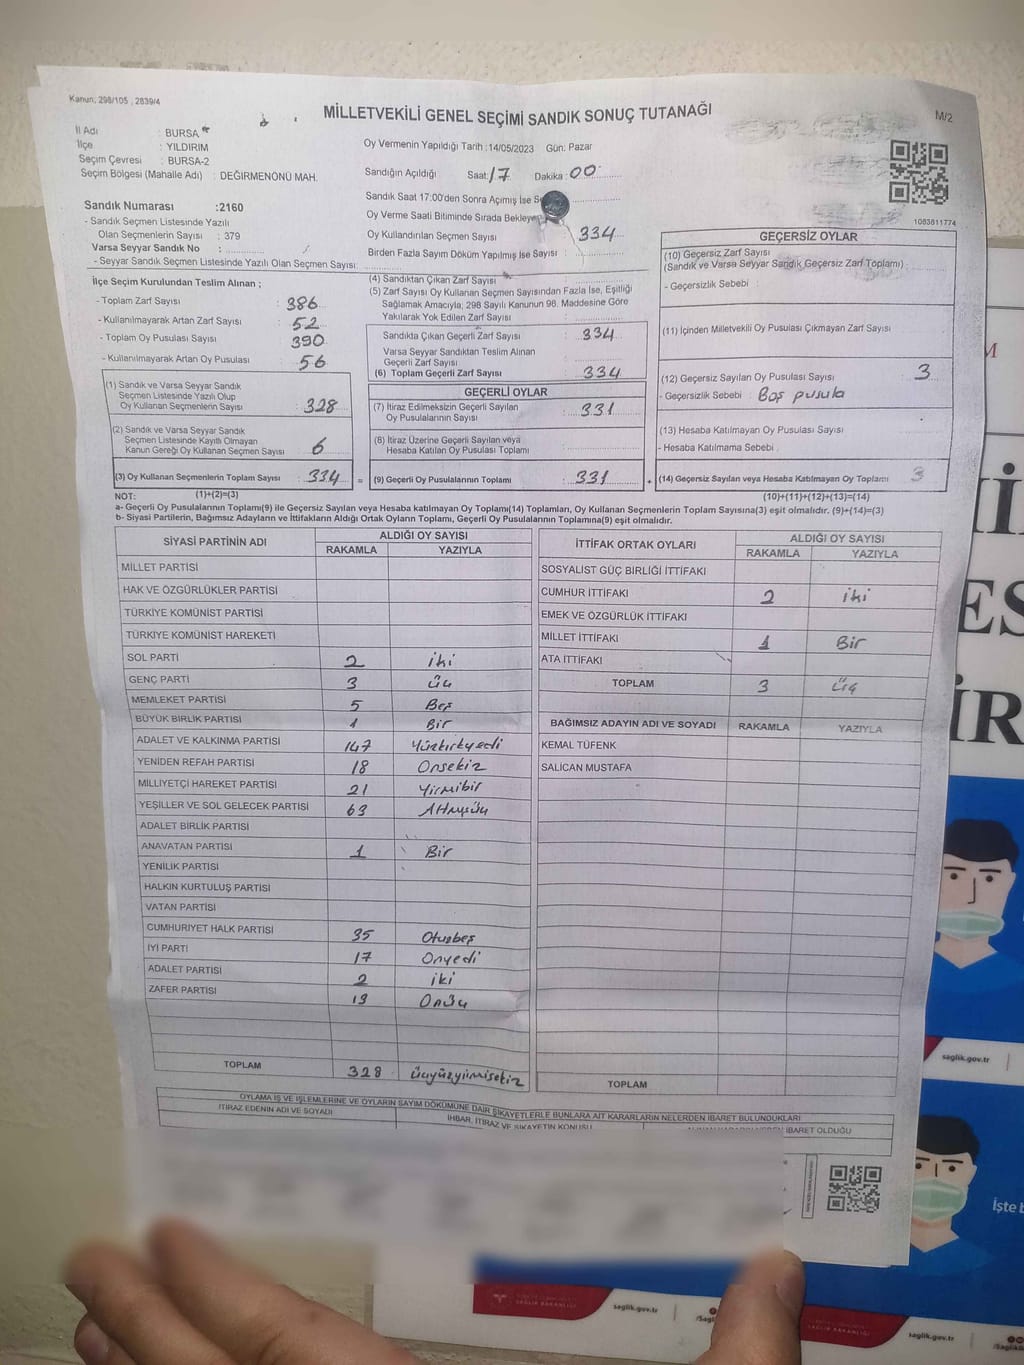 Kanun: 298/105 , 2839/4
MİLLETVEKİLİ GENEL SEÇİMİ SANDIK SONUÇ TUTANAĞI
M/2
İl Adı : BURSA
İlçe : YILDIRIM
Seçim Çevresi : BURSA-2
Seçim Bölgesi (Mahalle Adı) : DEĞİRMENÖNÜ MAH.
Oy Vermenin Yapıldığı Tarih :14/05/2023 Gün: Pazar
Sandığın Açıldığı Saat: 17 Dakika : 00
Sandık Saat 17:00'den Sonra Açılmış İse
Oy Verme Saati Bitiminde Sırada Bekleyen
Oy Kullandırılan Seçmen Sayısı : 334
Birden Fazla Sayım Döküm Yapılmış İse Sayısı :
1083811774
Sandık Numarası :2160
- Sandık Seçmen Listesinde Yazılı
Olan Seçmenlerin Sayısı : 379
Varsa Seyyar Sandık No :
- Seyyar Sandık Seçmen Listesinde Yazılı Olan Seçmen Sayısı:
İlçe Seçim Kurulundan Teslim Alınan ;
- Toplam Zarf Sayısı : 386
- Kullanılmayarak Artan Zarf Sayısı : 52
- Toplam Oy Pusulası Sayısı : 390
- Kullanılmayarak Artan Oy Pusulası : 56
(1) Sandık ve Varsa Seyyar Sandık
Seçmen Listesinde Yazılı Olup
Oy Kullanan Seçmenlerin Sayısı : 328
(2) Sandık ve Varsa Seyyar Sandık
Seçmen Listesinde Kayıtlı Olmayan
Kanun Gereği Oy Kullanan Seçmen Sayısı : 6
(3) Oy Kullanan Seçmenlerin Toplam Sayısı : 334 =
(4) Sandıktan Çıkan Zarf Sayısı :
(5) Zarf Sayısı Oy Kullanan Seçmen Sayısından Fazla İse, Eşitliği
Sağlamak Amacıyla; 298 Sayılı Kanunun 98. Maddesine Göre
Yakılarak Yok Edilen Zarf Sayısı :
Sandıkta Çıkan Geçerli Zarf Sayısı : 334
Varsa Seyyar Sandıktan Teslim Alınan
Geçerli Zarf Sayısı :
(6) Toplam Geçerli Zarf Sayısı : 334
GEÇERLİ OYLAR
(7) İtiraz Edilmeksizin Geçerli Sayılan
Oy Pusulalarının Sayısı : 331
(8) İtiraz Üzerine Geçerli Sayılan veya
Hesaba Katılan Oy Pusulası Toplamı :
(9) Geçerli Oy Pusulalarının Toplamı : 331 +
GEÇERSİZ OYLAR
(10) Geçersiz Zarf Sayısı
(Sandık ve Varsa Seyyar Sandık Geçersiz Zarf Toplamı) :
- Geçersizlik Sebebi :
(11) İçinden Milletvekili Oy Pusulası Çıkmayan Zarf Sayısı
(12) Geçersiz Sayılan Oy Pusulası Sayısı : 3
- Geçersizlik Sebebi : Boş pusula
(13) Hesaba Katılmayan Oy Pusulası Sayısı :
- Hesaba Katılmama Sebebi :
(14) Geçersiz Sayılan veya Hesaba Katılmayan Oy Toplamı : 3
NOT: (1)+(2)=(3) (10)+(11)+(12)+(13)=(14)
a- Geçerli Oy Pusulalarının Toplamı(9) ile Geçersiz Sayılan veya Hesaba katılmayan Oy Toplamı(14) Toplamları, Oy Kullanan Seçmenlerin Toplam Sayısına(3) eşit olmalıdır. (9)+(14)=(3)
b- Siyasi Partilerin, Bağımsız Adayların ve İttifakların Aldığı Ortak Oyların Toplamı, Geçerli Oy Pusulalarının Toplamına(9) eşit olmalıdır.
SİYASİ PARTİNİN ADI ALDIĞI OY SAYISI
RAKAMLA YAZIYLA
MİLLET PARTİSİ
HAK VE ÖZGÜRLÜKLER PARTİSİ
TÜRKİYE KOMÜNİST PARTİSİ
TÜRKİYE KOMÜNİST HAREKETİ
SOL PARTİ 2 iki
GENÇ PARTİ 3 üç
MEMLEKET PARTİSİ 5 Beş
BÜYÜK BİRLİK PARTİSİ 1 Bir
ADALET VE KALKINMA PARTİSİ 147 Yüzkırkyedi
YENİDEN REFAH PARTİSİ 18 Onsekiz
MİLLİYETÇİ HAREKET PARTİSİ 21 Yirmibir
YEŞİLLER VE SOL GELECEK PARTİSİ 63 Altmışüç
ADALET BİRLİK PARTİSİ
ANAVATAN PARTİSİ 1 Bir
YENİLİK PARTİSİ
HALKIN KURTULUŞ PARTİSİ
VATAN PARTİSİ
CUMHURİYET HALK PARTİSİ 35 Otuzbeş
İYİ PARTİ 17 Onyedi
ADALET PARTİSİ 2 iki
ZAFER PARTİSİ 13 Onüç
TOPLAM 328 üçyüzyirmisekiz
İTTİFAK ORTAK OYLARI ALDIĞI OY SAYISI
RAKAMLA YAZIYLA
SOSYALİST GÜÇ BİRLİĞİ İTTİFAKI
CUMHUR İTTİFAKI 2 iki
EMEK VE ÖZGÜRLÜK İTTİFAKI
MİLLET İTTİFAKI 1 Bir
ATA İTTİFAKI
TOPLAM 3 Üç
BAĞIMSIZ ADAYIN ADI VE SOYADI RAKAMLA YAZIYLA
KEMAL TÜFENK
SALİCAN MUSTAFA
TOPLAM
OYLAMA İŞ VE İŞLEMLERİNE VE OYLARIN SAYIM DÖKÜMÜNE DAİR ŞİKAYETLERLE BUNLARA AİT KARARLARIN NELERDEN İBARET BULUNDUKLARI
İTİRAZ EDENİN ADI VE SOYADI
İHBAR, İTİRAZ VE ŞİKAYETİN KONUSU
İBARET OLDUĞU
M
İ
ES
İR
saglik.gov.tr
İşte b
SAĞLIK BAKANLIĞI
saglik.gov.tr
/Sağl
SAĞLIK BAKANLIĞI
saglik.gov.tr
/Saglik